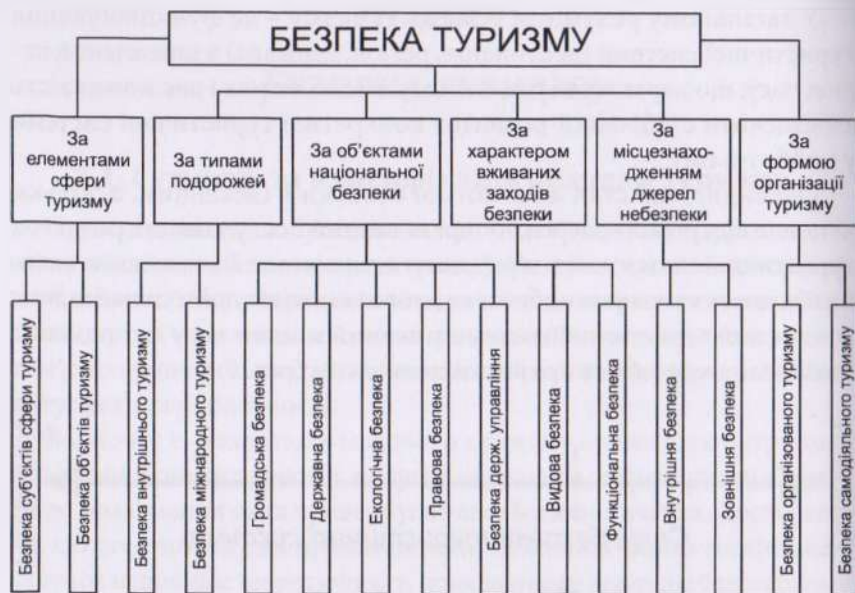 БЕЗПЕКА ТУРИЗМУ
За
елементами
сфери
туризму
За типами
подорожей
За об’єктами
національної
безпеки
За
характером
вживаних
заходів
безпеки
За
місцезнахо-
дженням
джерел
небезпеки
За
формою
організації
туризму
Безпека суб’єктів сфери туризму
Безпека об’єктів туризму
Безпека внутрішнього туризму
Безпека міжнародного туризму
Громадська безпека
Державна безпека
Екологічна безпека
Правова безпека
Безпека держ. управління
Видова безпека
Функціональна безпека
Внутрішня безпека
Зовнішня безпека
Безпека організованого туризму
Безпека самодіяльного туризму